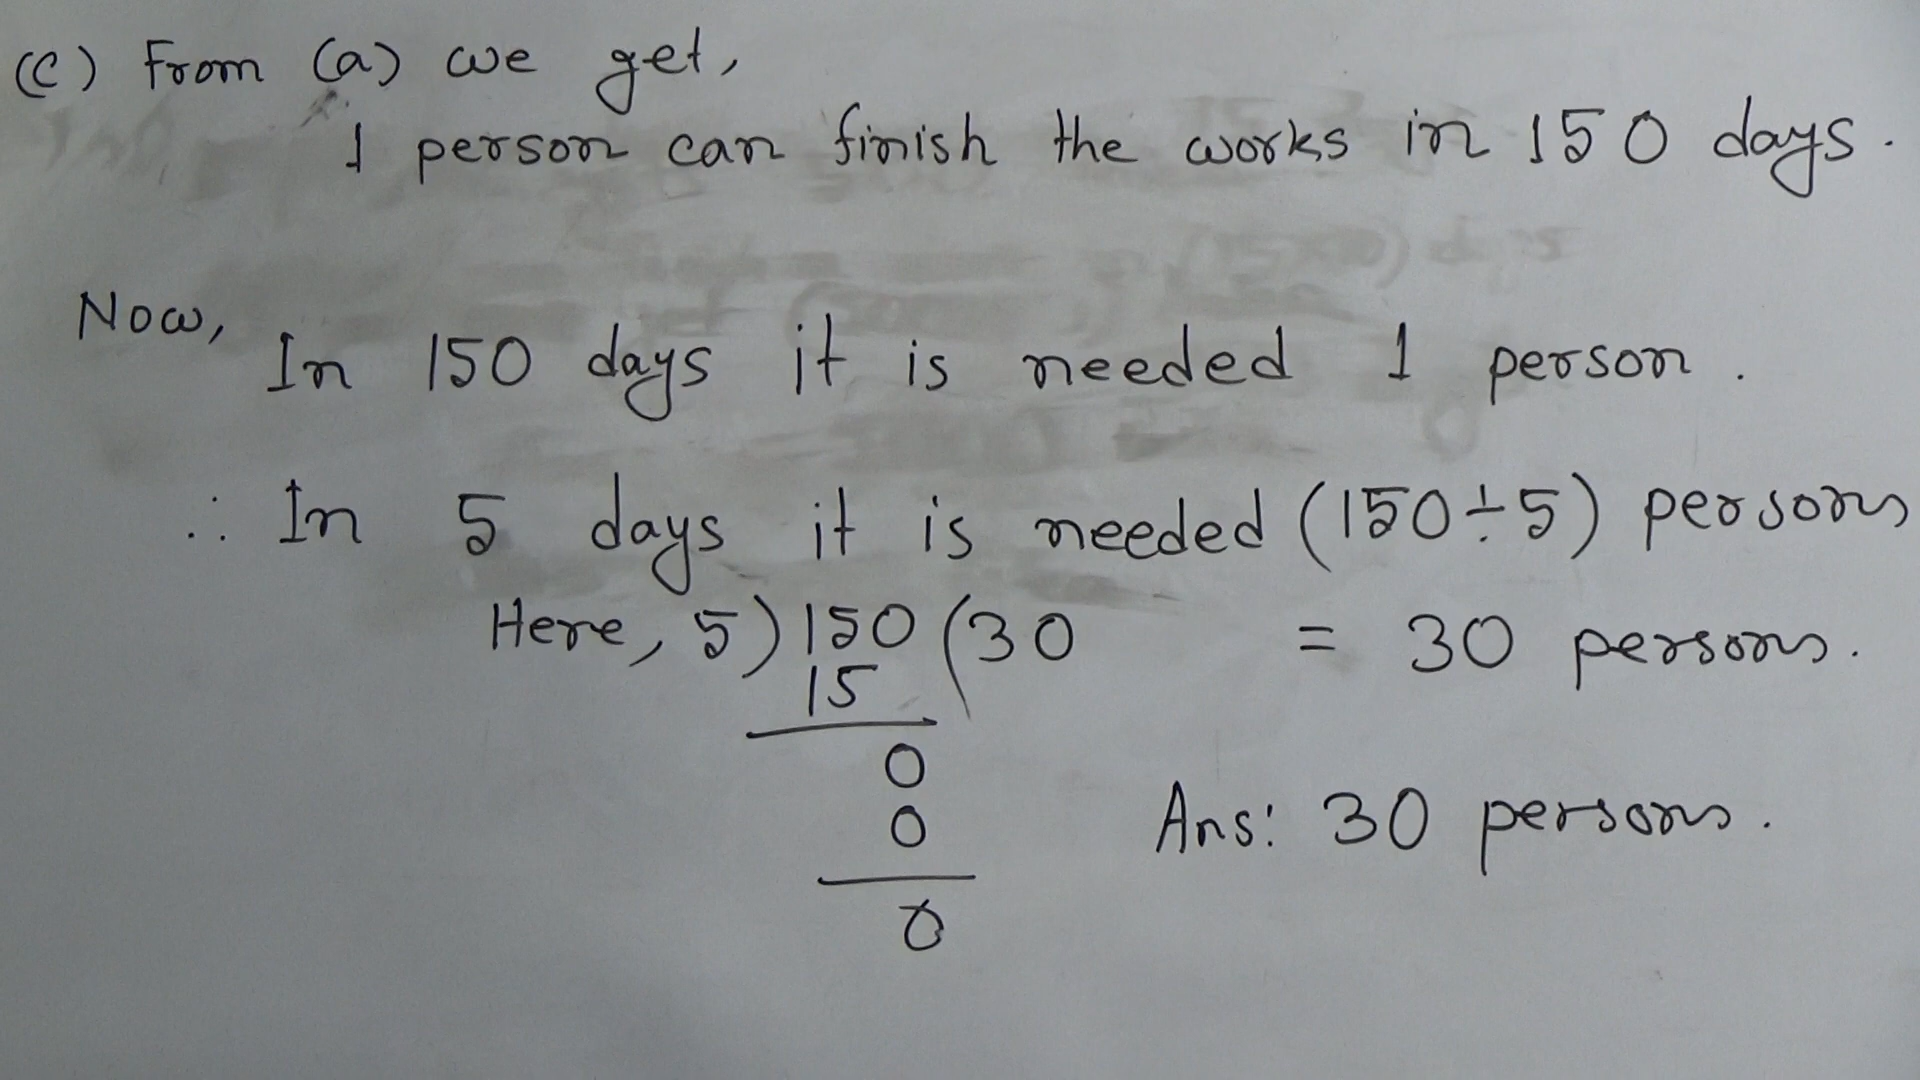 (c) From (a) we get,
1 person can finish the works in 150 days.
Now,
In 150 days it is needed 1 person.
∴ In 5 days it is needed (150÷5) persons
Here, 5)150(30 = 30 persons.
15
0
0
Ans: 30 persons.
0